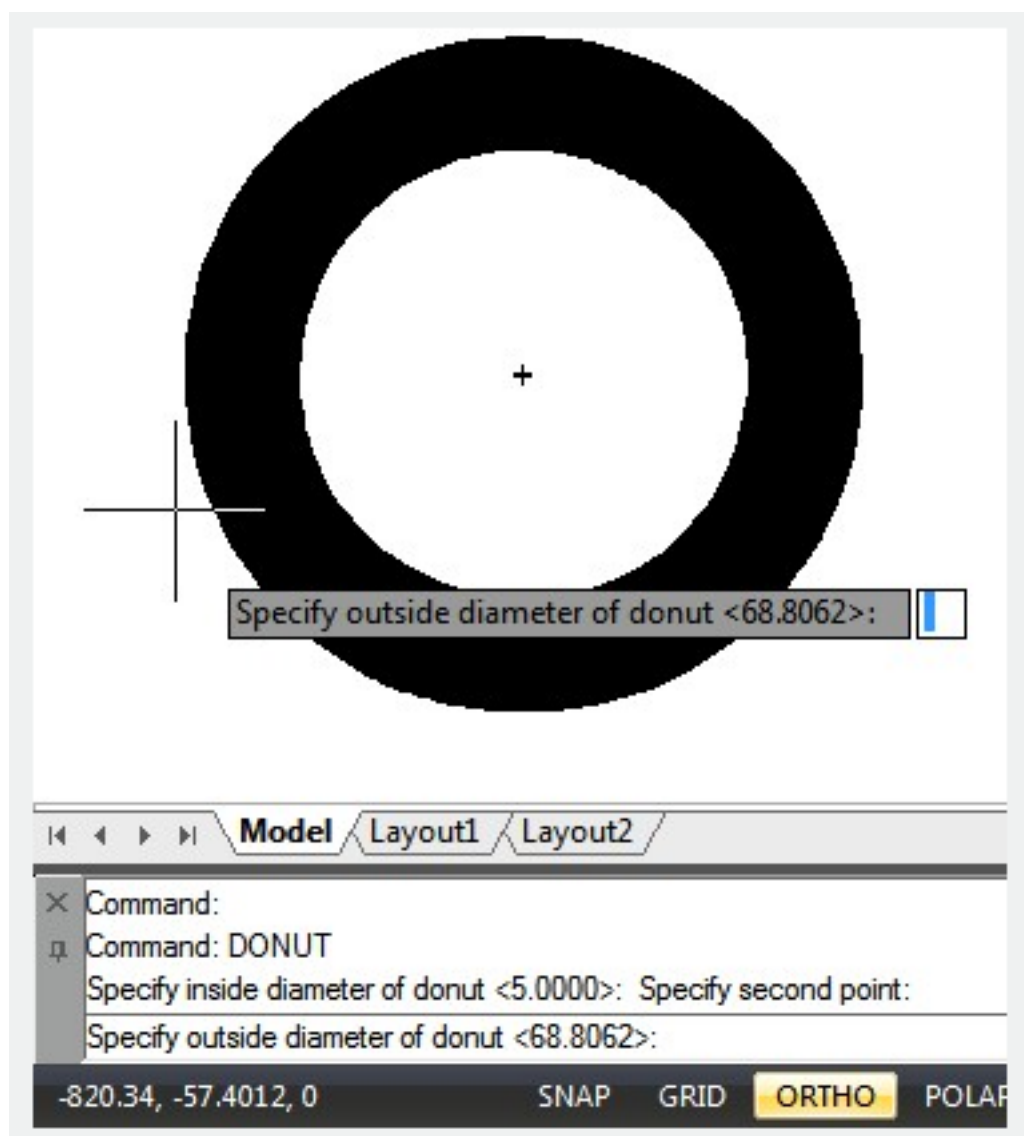 Specify outside diameter of donut <68.8062>:
Model Layout1 Layout2
Command:
Command: DONUT
Specify inside diameter of donut <5.0000>: Specify second point:
Specify outside diameter of donut <68.8062>:
-820.34, -57.4012, 0 SNAP GRID ORTHO POLAR